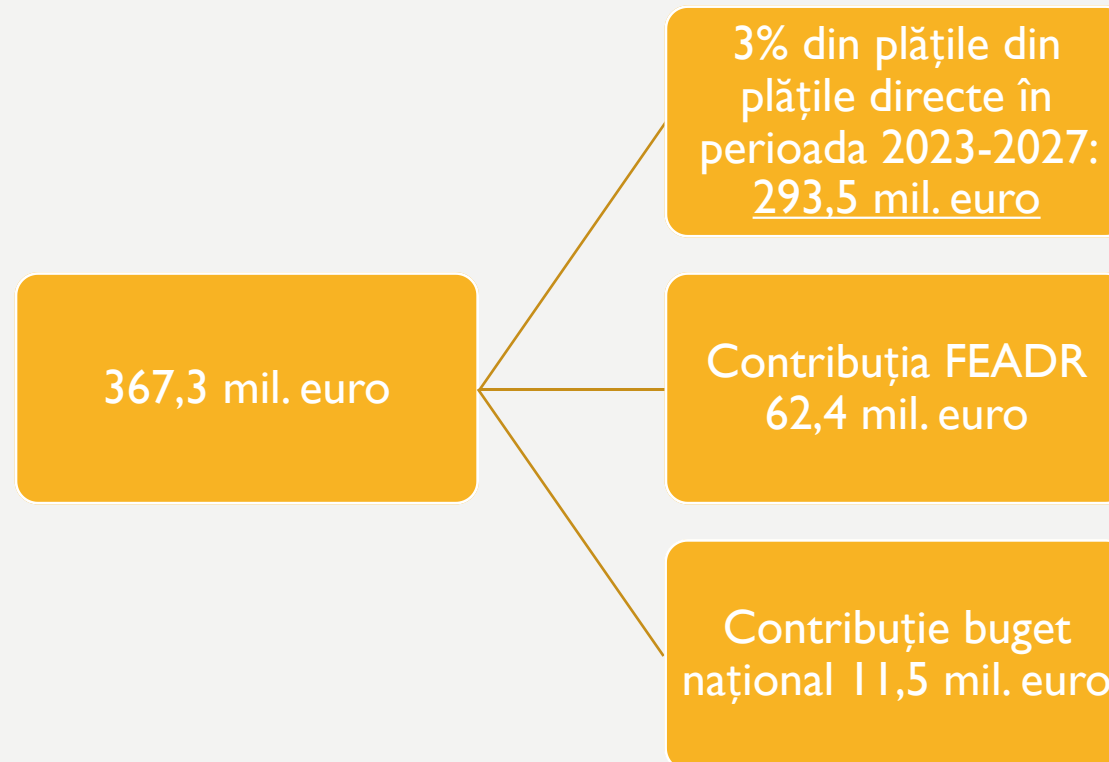 3% din plățile din
plățile directe în
perioada 2023-2027:
293,5 mil. euro
367,3 mil. euro
Contribuția FEADR
62,4 mil. euro
Contribuție buget
național 11,5 mil. euro